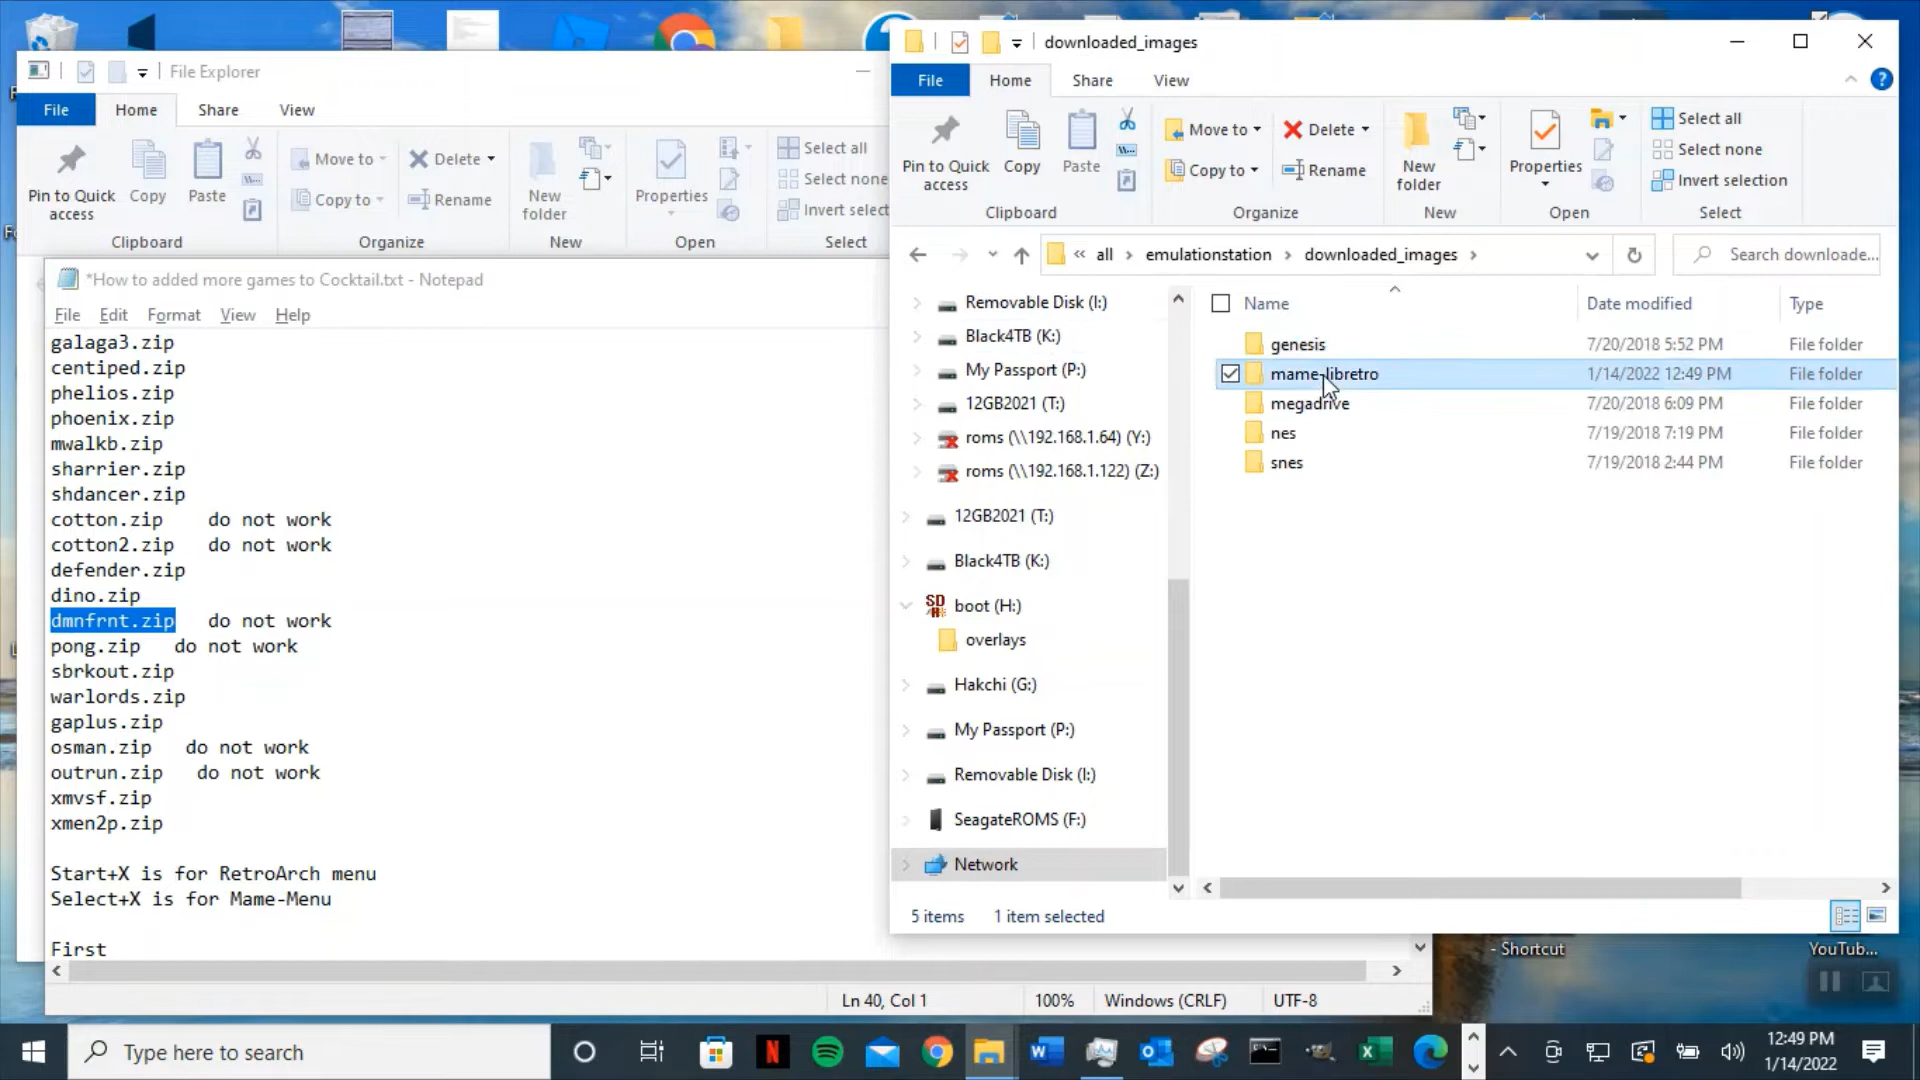 File Explorer
File Home Share View
Pin to Quick access
Copy
Paste
Clipboard
Move to
Copy to
Delete
Rename
Organize
New folder
New
Properties
Open
Select all
Select none
Invert select
Select
*How to added more games to Cocktail.txt - Notepad
File Edit Format View Help
galaga3.zip
centiped.zip
phelios.zip
phoenix.zip
mwalkb.zip
sharrier.zip
shdancer.zip
cotton.zip do not work
cotton2.zip do not work
defender.zip
dino.zip
dmnfrnt.zip do not work
pong.zip do not work
sbrkout.zip
warlords.zip
gaplus.zip
osman.zip do not work
outrun.zip do not work
xmvsf.zip
xmen2p.zip
Start+X is for RetroArch menu
Select+X is for Mame-Menu
First
Ln 40, Col 1 100% Windows (CRLF) UTF-8
downloaded_images
File Home Share View
Pin to Quick access
Copy
Paste
Clipboard
Move to
Copy to
Delete
Rename
Organize
New folder
New
Properties
Open
Select all
Select none
Invert selection
Select
« all > emulationstation > downloaded_images >
Search downloade...
Removable Disk (I:)
Black4TB (K:)
My Passport (P:)
12GB2021 (T:)
roms (\\192.168.1.64) (Y:)
roms (\\192.168.1.122) (Z:)
12GB2021 (T:)
Black4TB (K:)
SD
boot (H:)
overlays
Hakchi (G:)
My Passport (P:)
Removable Disk (I:)
SeagateROMS (F:)
Network
Name Date modified Type
genesis 7/20/2018 5:52 PM File folder
mame-libretro 1/14/2022 12:49 PM File folder
megadrive 7/20/2018 6:09 PM File folder
nes 7/19/2018 7:19 PM File folder
snes 7/19/2018 2:44 PM File folder
5 items 1 item selected
- Shortcut
YouTub...
Type here to search
12:49 PM
1/14/2022